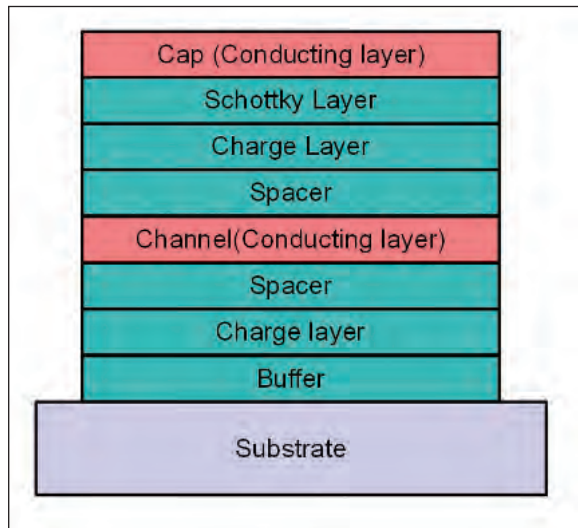 Cap (Conducting layer)
Schottky Layer
Charge Layer
Spacer
Channel(Conducting layer)
Spacer
Charge layer
Buffer
Substrate